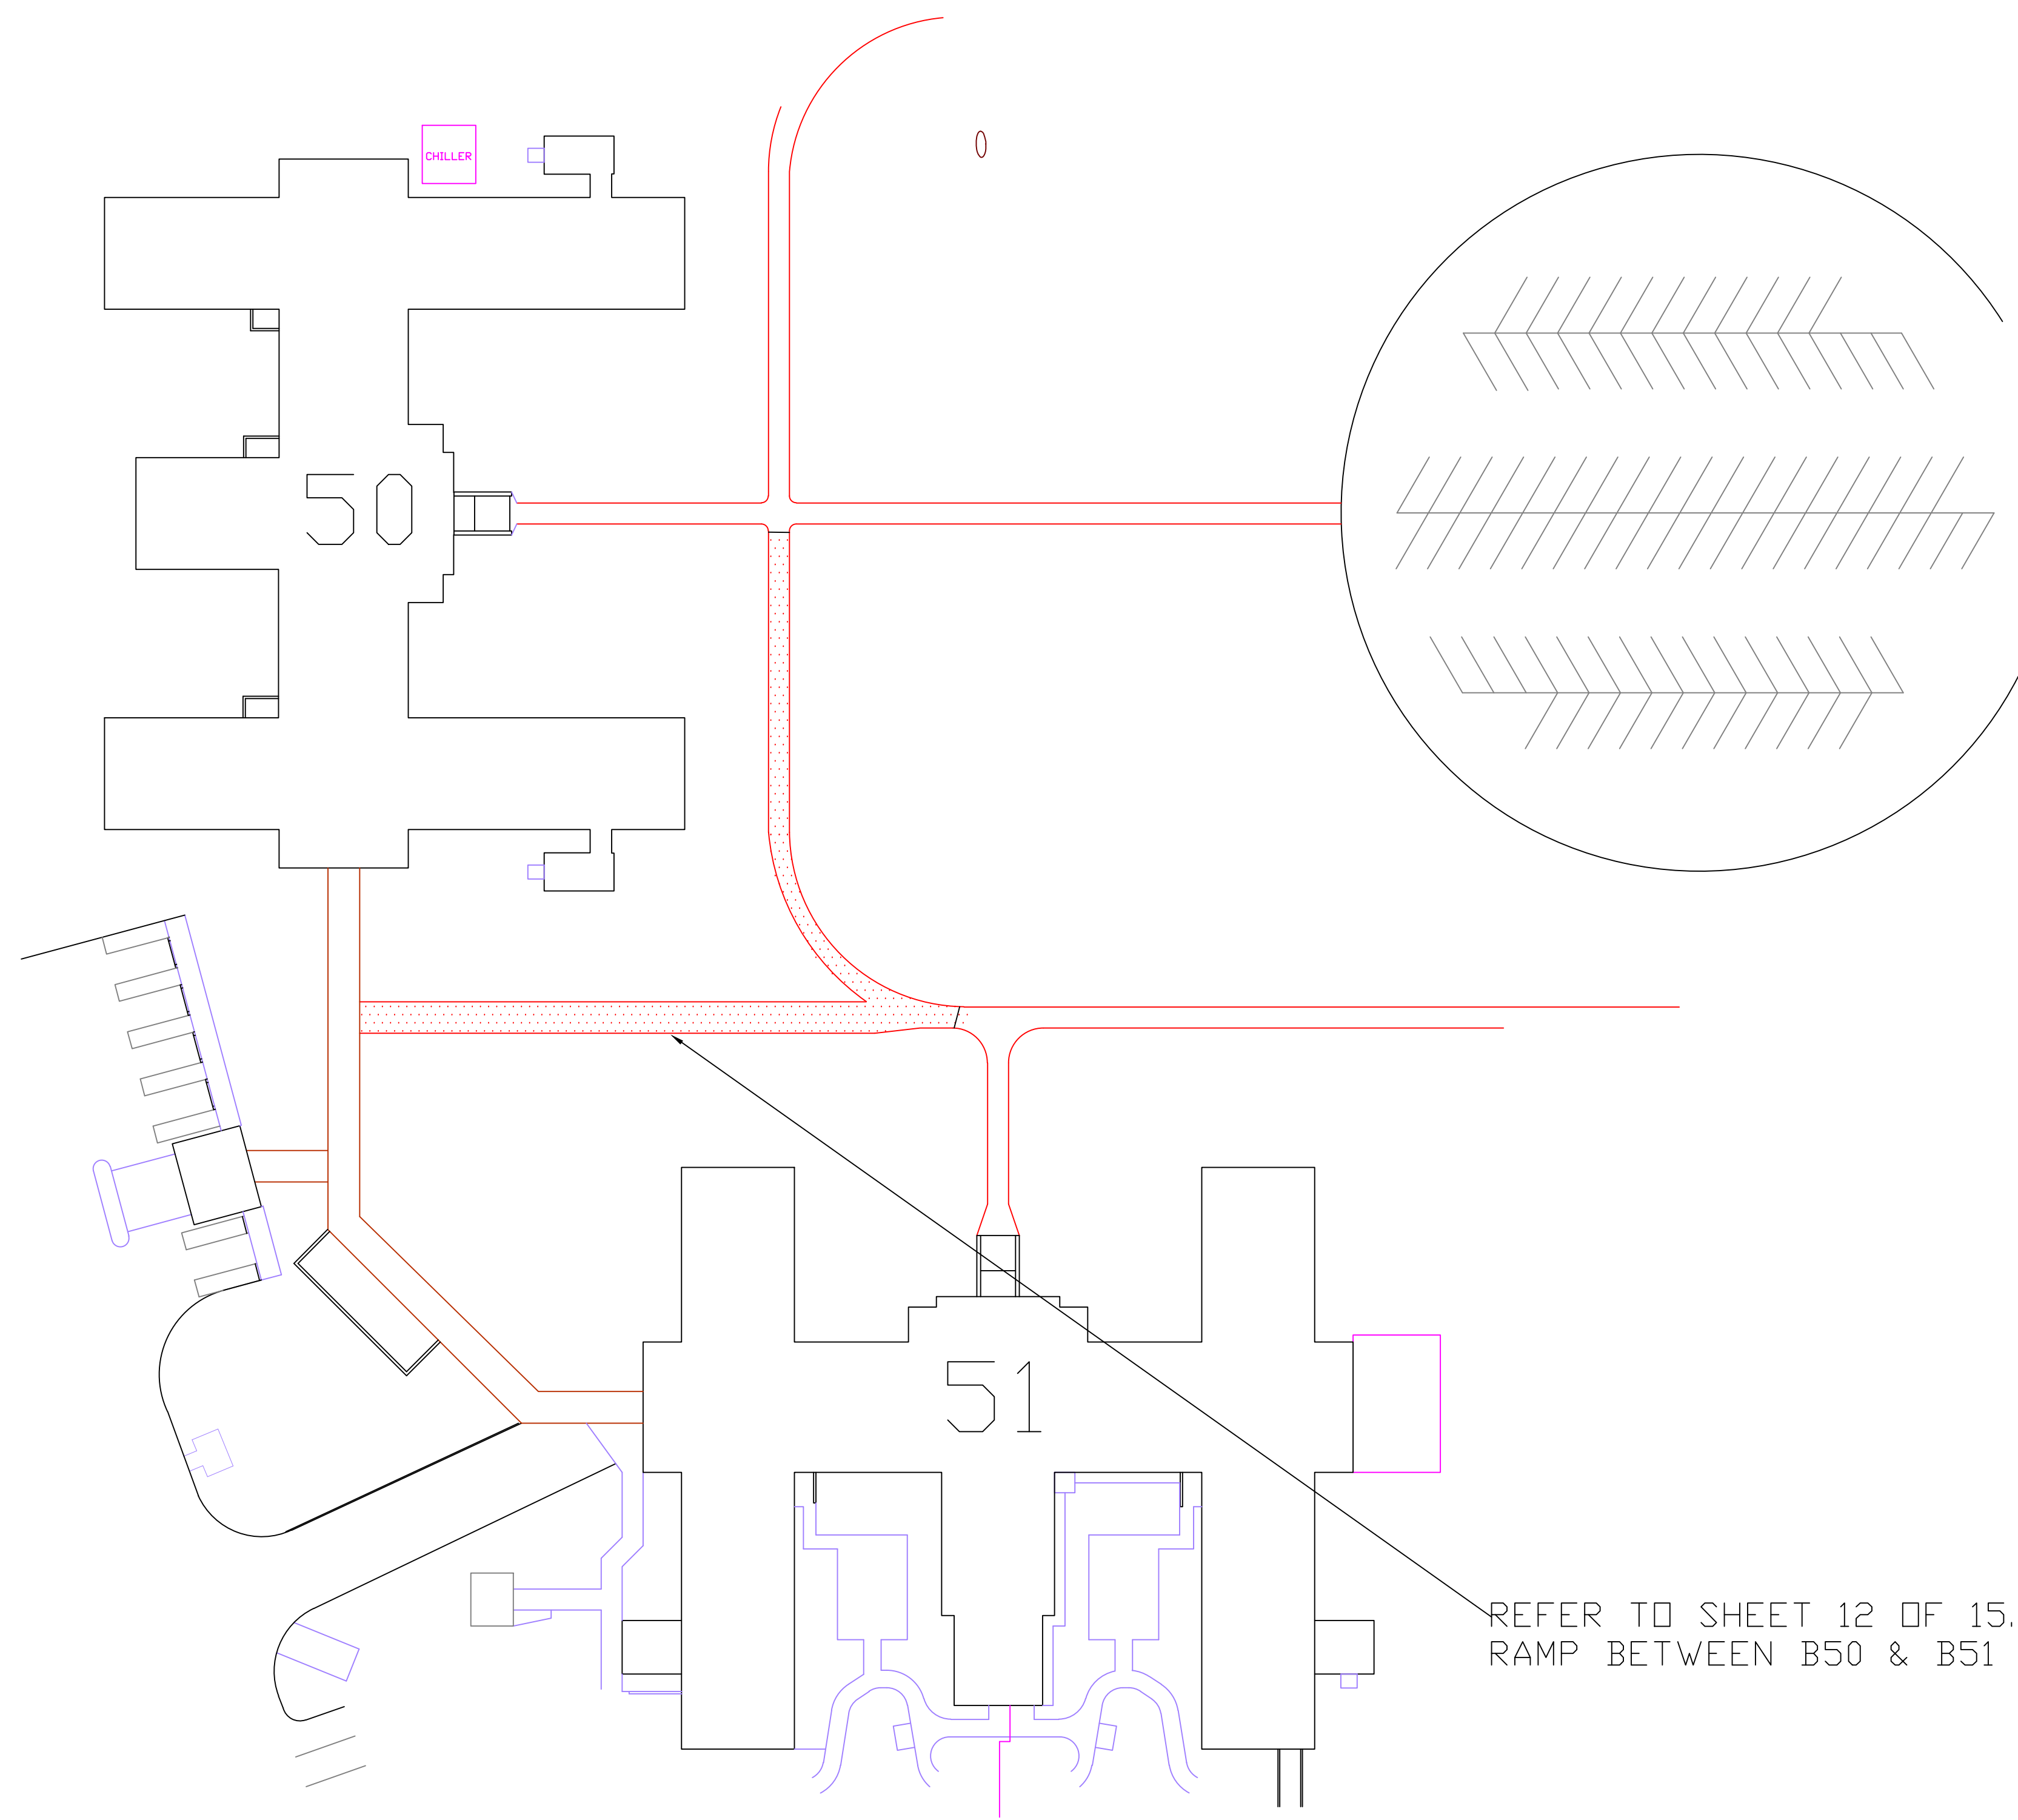 CHILLER
50
51
REFER TO SHEET 12 OF 15,
RAMP BETWEEN B50 & B51